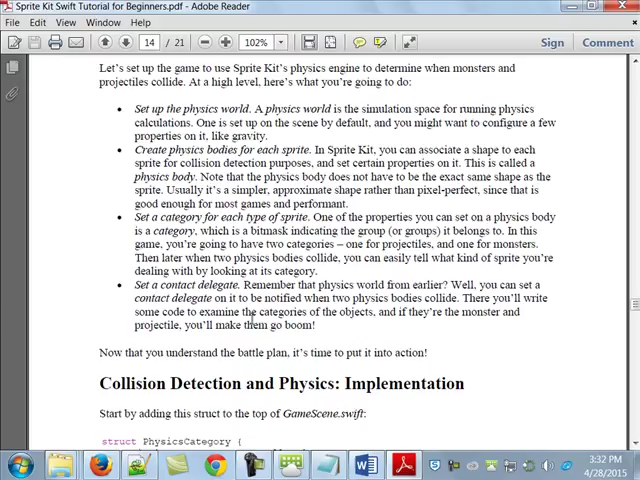 Sprite Kit Swift Tutorial for Beginners.pdf - Adobe Reader
File Edit View Window Help
14 / 21 102% Sign Comment
Let's set up the game to use Sprite Kit's physics engine to determine when monsters and
projectiles collide. At a high level, here's what you're going to do:
• Set up the physics world. A physics world is the simulation space for running physics
calculations. One is set up on the scene by default, and you might want to configure a few
properties on it, like gravity.
• Create physics bodies for each sprite. In Sprite Kit, you can associate a shape to each
sprite for collision detection purposes, and set certain properties on it. This is called a
physics body. Note that the physics body does not have to be the exact same shape as the
sprite. Usually it's a simpler, approximate shape rather than pixel-perfect, since that is
good enough for most games and performant.
• Set a category for each type of sprite. One of the properties you can set on a physics body
is a category, which is a bitmask indicating the group (or groups) it belongs to. In this
game, you're going to have two categories – one for projectiles, and one for monsters.
Then later when two physics bodies collide, you can easily tell what kind of sprite you're
dealing with by looking at its category.
• Set a contact delegate. Remember that physics world from earlier? Well, you can set a
contact delegate on it to be notified when two physics bodies collide. There you'll write
some code to examine the categories of the objects, and if they're the monster and
projectile, you'll make them go boom!
Now that you understand the battle plan, it's time to put it into action!
Collision Detection and Physics: Implementation
Start by adding this struct to the top of GameScene.swift:
struct PhysicsCategory {
3:32 PM
4/28/2015